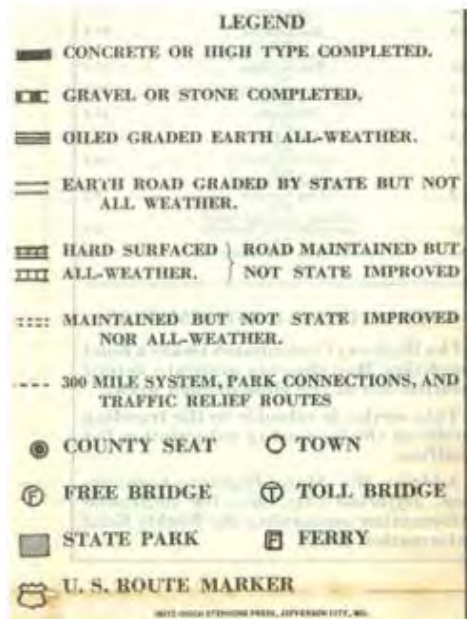 LEGEND
CONCRETE OR HIGH TYPE COMPLETED.
GRAVEL OR STONE COMPLETED.
OILED GRADED EARTH ALL-WEATHER.
EARTH ROAD GRADED BY STATE BUT NOT
ALL WEATHER.
HARD SURFACED } ROAD MAINTAINED BUT
ALL-WEATHER. NOT STATE IMPROVED
MAINTAINED BUT NOT STATE IMPROVED
NOR ALL-WEATHER.
300 MILE SYSTEM, PARK CONNECTIONS, AND
TRAFFIC RELIEF ROUTES
COUNTY SEAT TOWN
F FREE BRIDGE T TOLL BRIDGE
STATE PARK F FERRY
U. S. ROUTE MARKER
STEPHENS PRESS, JEFFERSON CITY, MO.